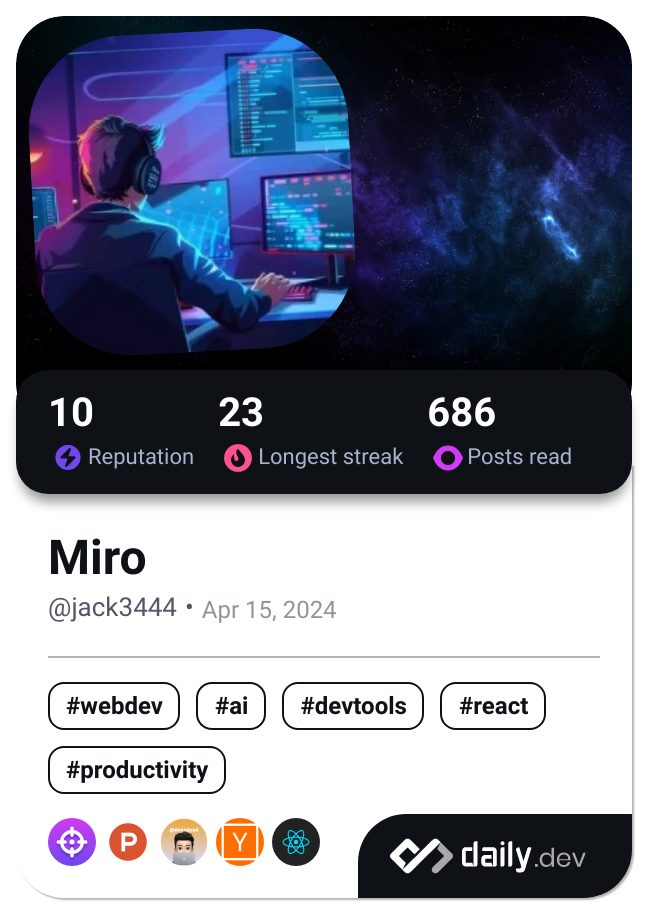 10 23 686
Reputation Longest streak Posts read
Miro
@jack3444 • Apr 15, 2024
#webdev #ai #devtools #react
#productivity
P Y
daily.dev